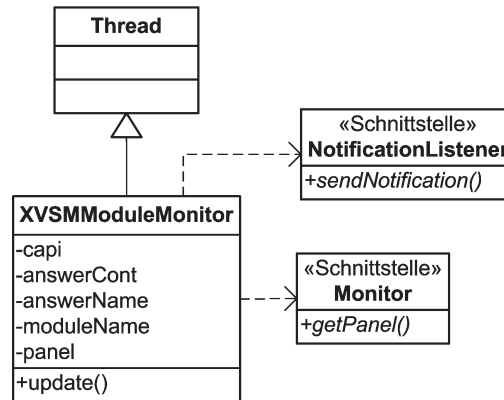 Thread
«Schnittstelle»
NotificationListener
+sendNotification()
XVSMModuleMonitor
-capi
-answerCont
-answerName
-moduleName
-panel
+update()
«Schnittstelle»
Monitor
+getPanel()